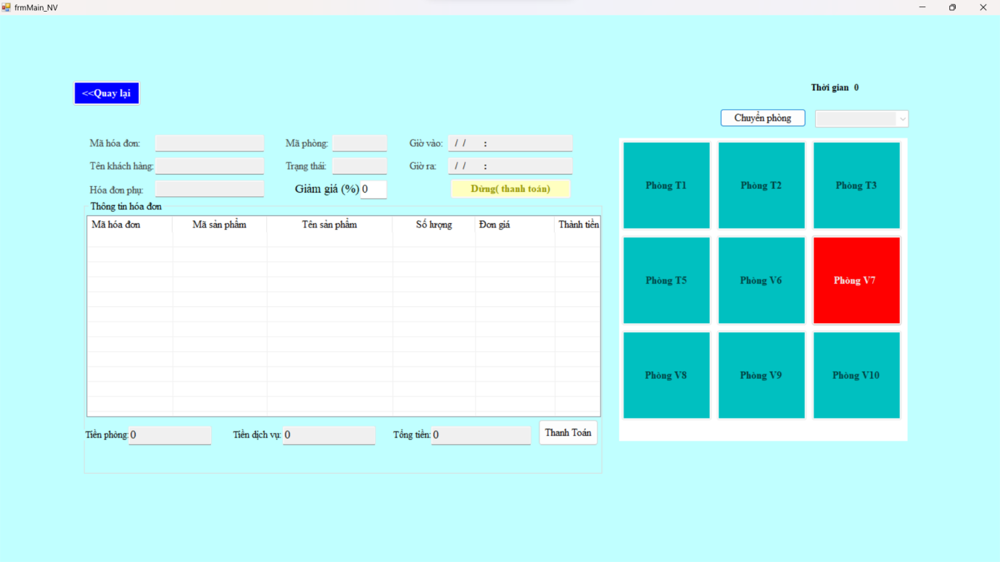 frmMain_NV
<<Quay lại
Thời gian 0
Chuyển phòng
Mã hóa đơn:
Mã phòng:
Giờ vào: / / :
Tên khách hàng:
Trạng thái:
Giờ ra: / / :
Hóa đơn phụ:
Giảm giá (%) 0
Dừng( thanh toán)
Thông tin hóa đơn
Mã hóa đơn Mã sản phẩm Tên sản phẩm Số lượng Đơn giá Thành tiền
Tiền phòng: 0
Tiền dịch vụ: 0
Tổng tiền: 0
Thanh Toán
Phòng T1 Phòng T2 Phòng T3
Phòng T5 Phòng V6 Phòng V7
Phòng V8 Phòng V9 Phòng V10